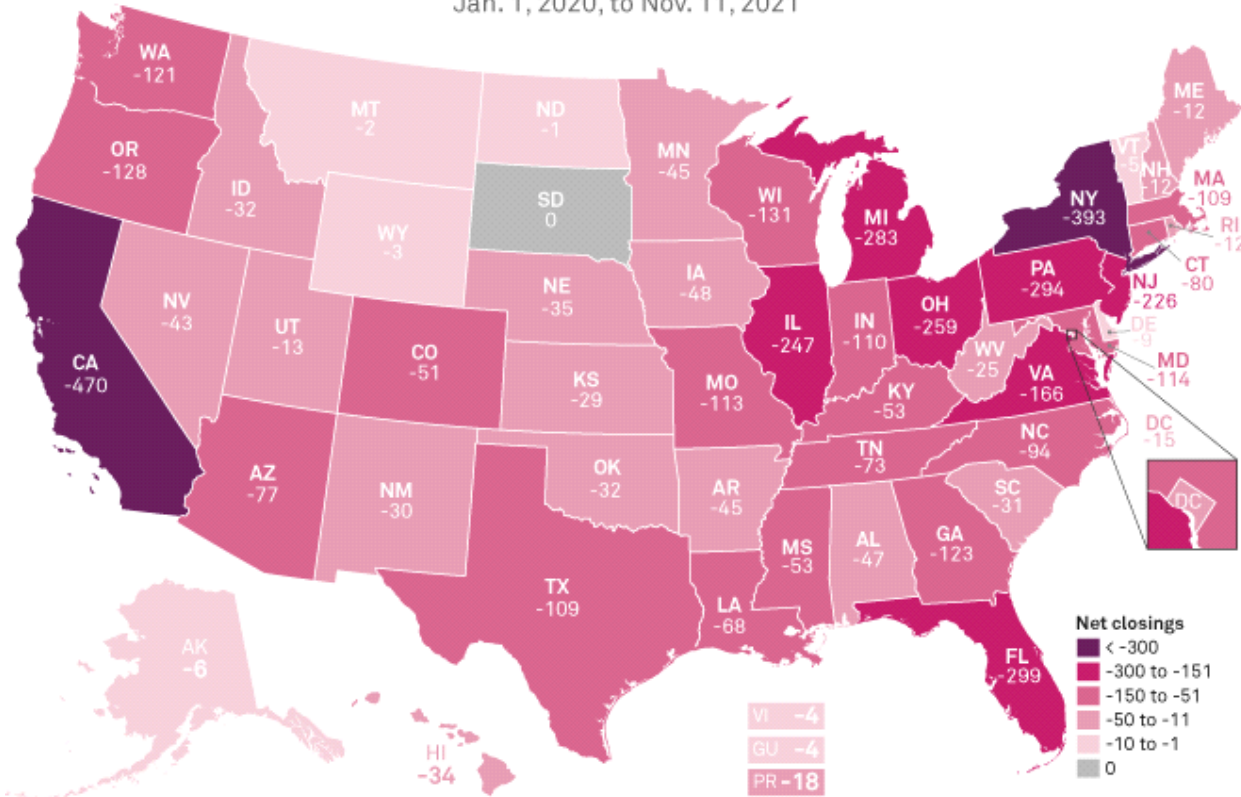 Jan. 1, 2020, to Nov. 11, 2021
WA
-121
MT
-2
ND
-1
MN
-45
ME
-12
OR
-128
ID
-32
SD
0
WI
-131
MI
-283
VT
-5
NH
-12
NY
-393
MA
-109
RI
-12
WY
-3
NE
-35
IA
-48
PA
-294
CT
-80
NJ
-226
NV
-43
UT
-13
CO
-51
IL
-247
IN
-110
OH
-259
DE
-9
CA
-470
KS
-29
MO
-113
KY
-53
WV
-25
VA
-166
MD
-114
DC
-15
AZ
-77
NM
-30
OK
-32
AR
-45
TN
-73
NC
-94
SC
-31
DC
TX
-109
LA
-68
MS
-53
AL
-47
GA
-123
FL
-299
AK
-6
HI
-34
VI -4
GU -4
PR -18
Net closings
< -300
-300 to -151
-150 to -51
-50 to -11
-10 to -1
0